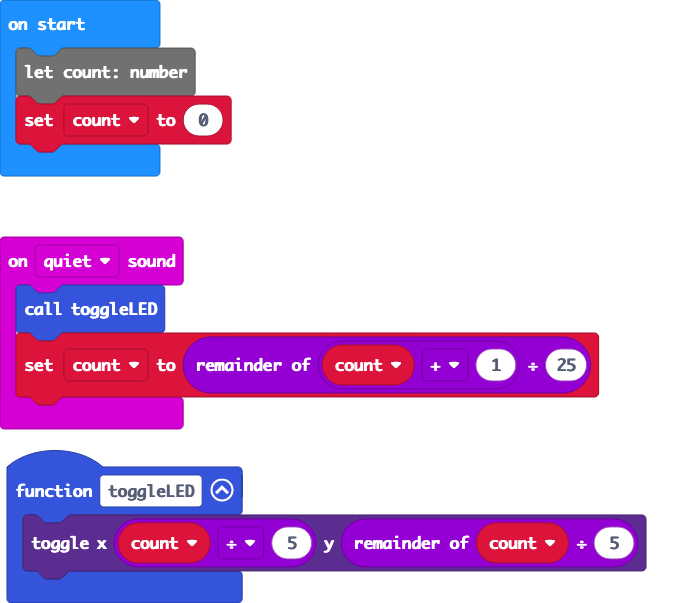 on start
let count: number
set count to 0
on quiet sound
call toggleLED
set count to remainder of count + 1 ÷ 25
function toggleLED
toggle x count ÷ 5 y remainder of count ÷ 5